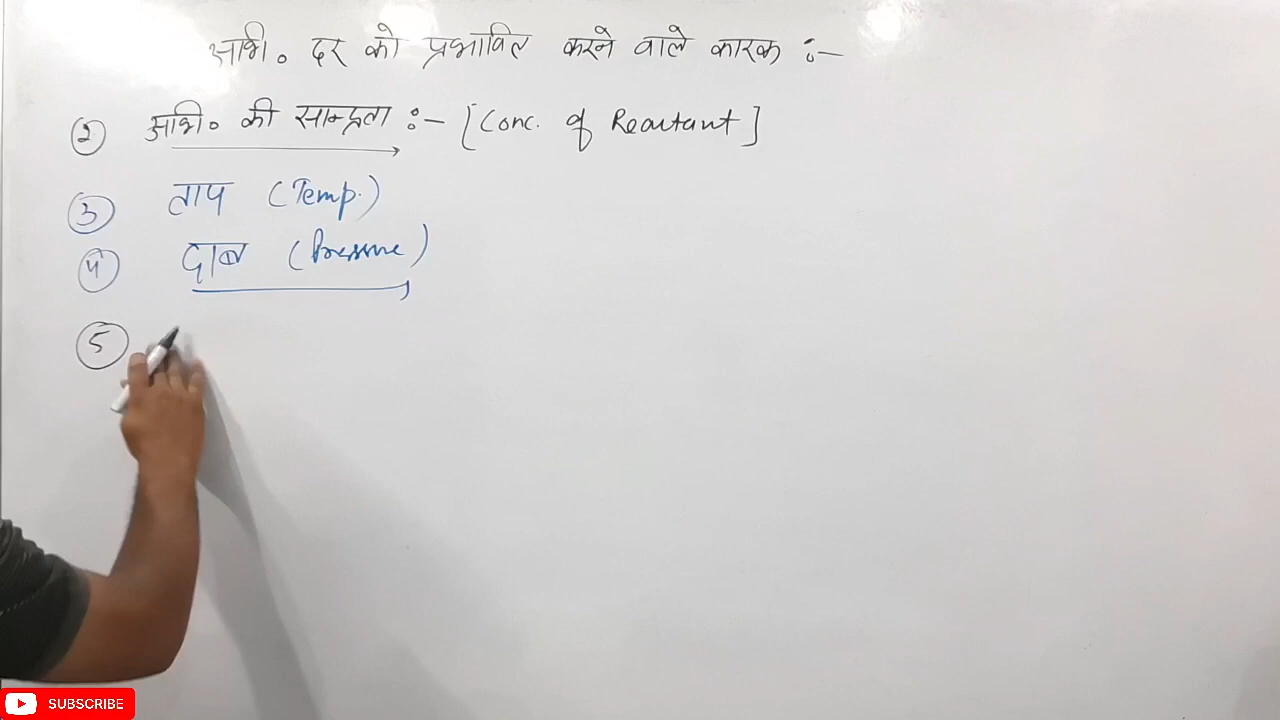 अभि० दर को प्रभावित करने वाले कारक :-
2 अभि० की सान्द्रता :- [Conc. of Reactant]
3 ताप (Temp.)
4 दाब (Pressure)
5
SUBSCRIBE